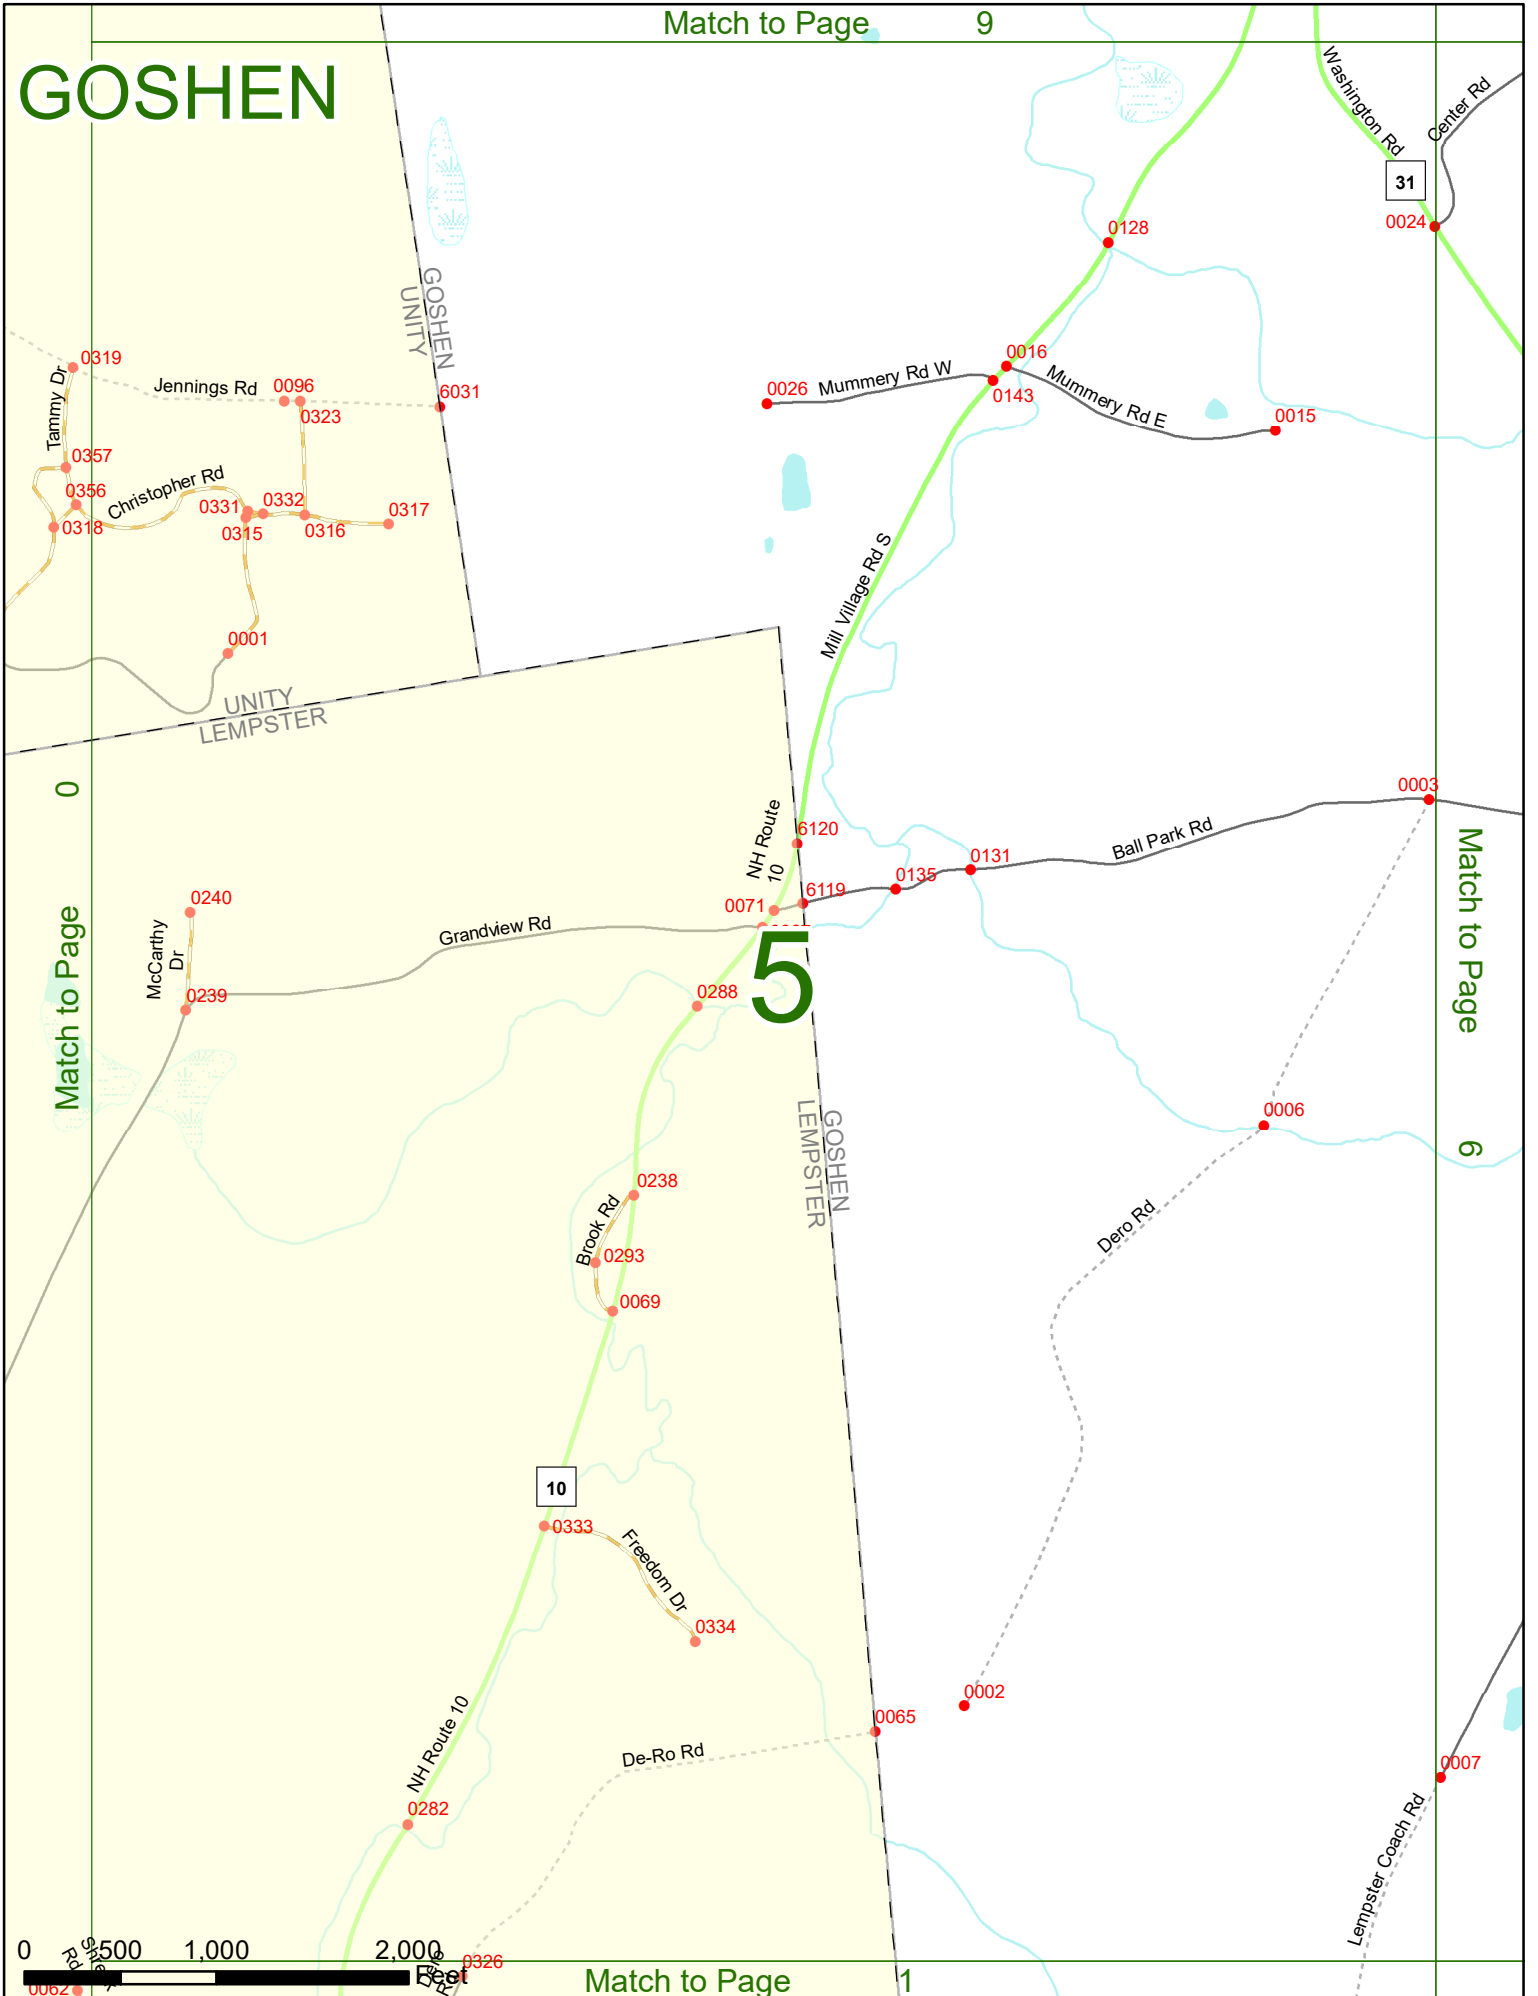 Match to Page 9
GOSHEN
Washington Rd
Center Rd
31
0024
0128
GOSHEN
UNITY
0319
Tammy Dr
Jennings Rd
0096
0323
6031
0026
Mummery Rd W
0016
0143
Mummery Rd E
0015
0357
0356
Christopher Rd
0318
0331
0332
0315
0316
0317
Mill Village Rd S
0001
UNITY
LEMPSTER
0
Match to Page
0003
6120
NH Route
10
Ball Park Rd
0131
0135
6119
0071
0240
McCarthy
Dr
Grandview Rd
0239
5
0288
Match to Page
6
GOSHEN
LEMPSTER
0006
0238
Brook Rd
0293
0069
Dero Rd
10
0333
Freedom Dr
0334
0002
0065
De-Ro Rd
NH Route 10
0282
0007
Lempster Coach Rd
0 500 1,000 2,000
Feet
Rd
0062
0326
Match to Page 1